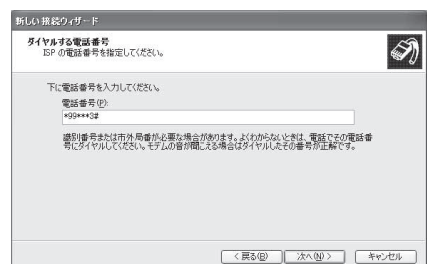 新しい接続ウィザード
ダイヤルする電話番号
ISP の電話番号を指定してください。
下に電話番号を入力してください。
電話番号(P):
*99***3#
識別番号または市外局番が必要な場合があります。よくわからないときは、電話でその電話番
号にダイヤルしてください。モデムの音が聞こえる場合はダイヤルしたその番号が正解です。
< 戻る(B)
次へ(N) >
キャンセル